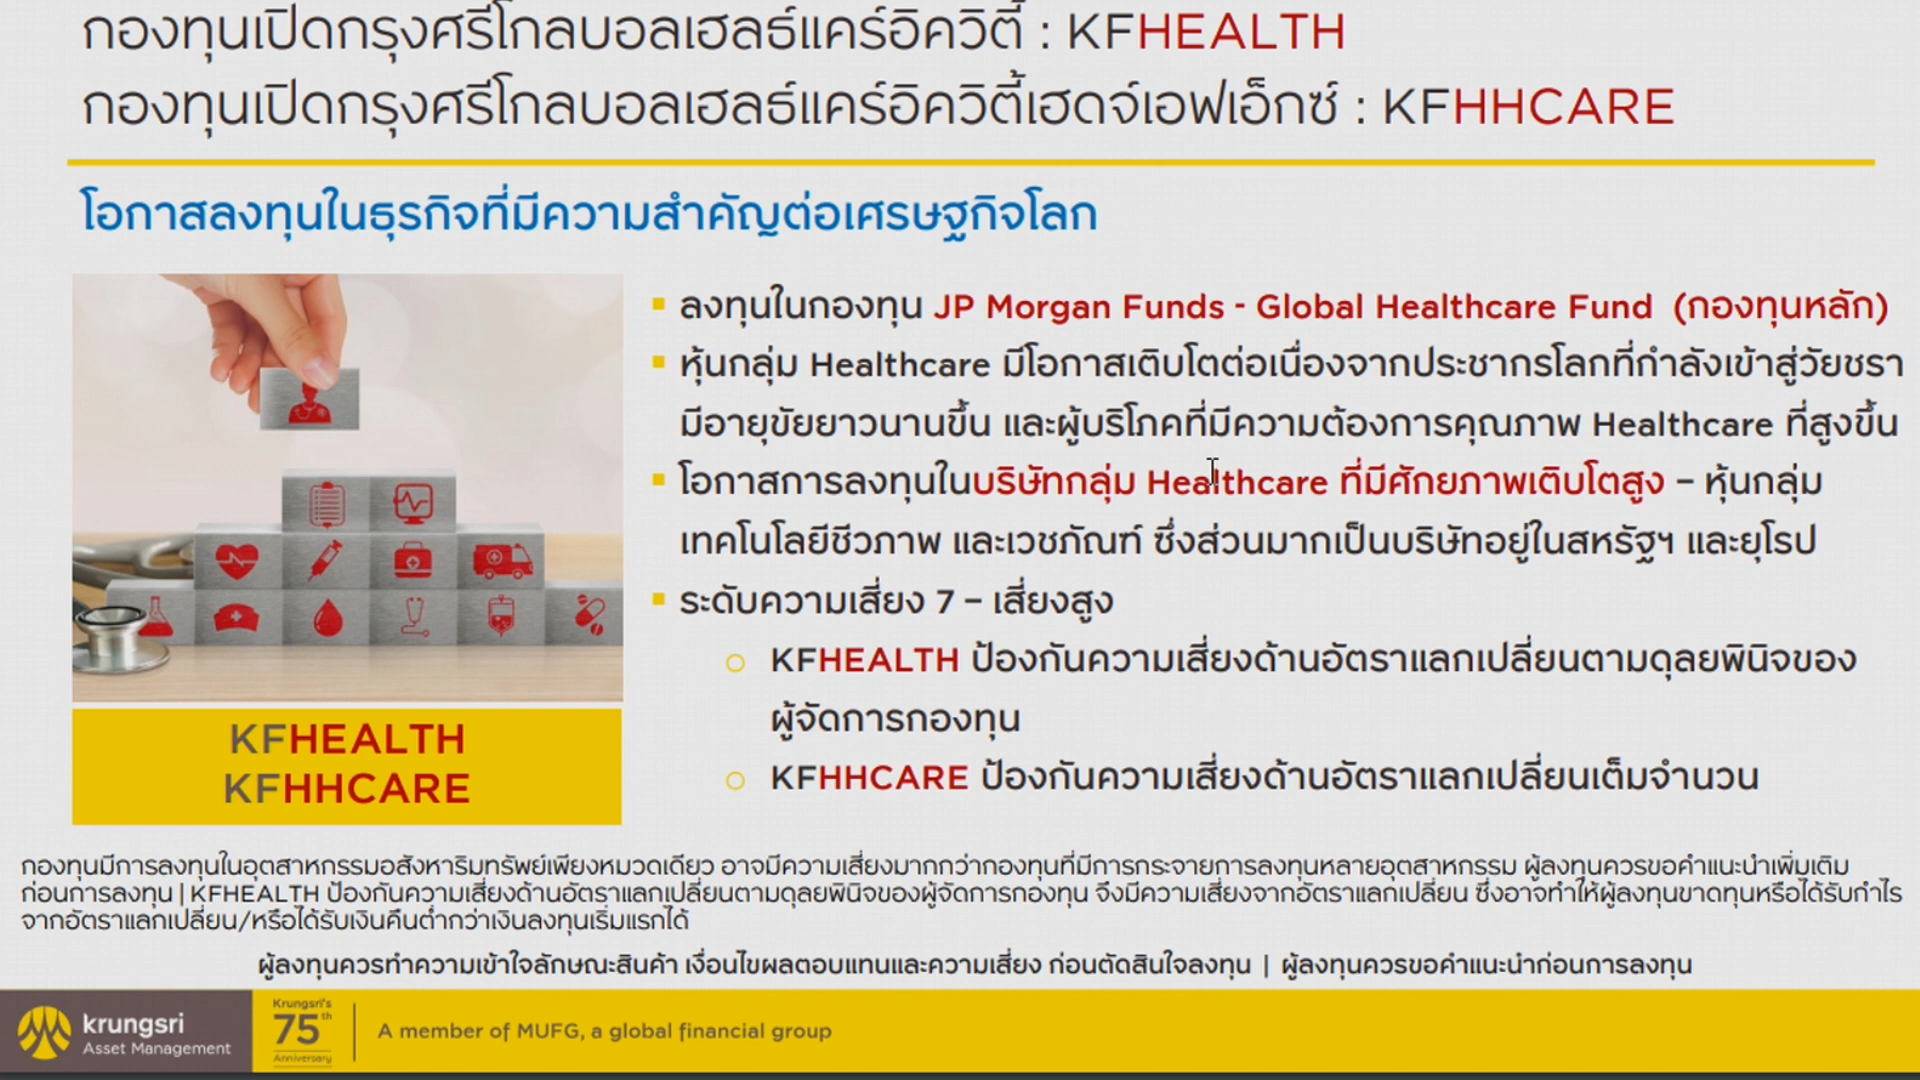 กองทุนเปิดกรุงศรีโกลบอลเฮลธ์แคร์อิควิตี้ : KFHEALTH
กองทุนเปิดกรุงศรีโกลบอลเฮลธ์แคร์อิควิตี้เฮดจ์เอฟเอ็กซ์ : KFHHCARE
โอกาสลงทุนในธุรกิจที่มีความสำคัญต่อเศรษฐกิจโลก
▪ ลงทุนในกองทุน JP Morgan Funds - Global Healthcare Fund (กองทุนหลัก)
▪ หุ้นกลุ่ม Healthcare มีโอกาสเติบโตต่อเนื่องจากประชากรโลกที่กำลังเข้าสู่วัยชรา
มีอายุขัยยาวนานขึ้น และผู้บริโภคที่มีความต้องการคุณภาพ Healthcare ที่สูงขึ้น
▪ โอกาสการลงทุนในบริษัทกลุ่ม Healthcare ที่มีศักยภาพเติบโตสูง – หุ้นกลุ่ม
เทคโนโลยีชีวภาพ และเวชภัณฑ์ ซึ่งส่วนมากเป็นบริษัทอยู่ในสหรัฐฯ และยุโรป
▪ ระดับความเสี่ยง 7 – เสี่ยงสูง
o KFHEALTH ป้องกันความเสี่ยงด้านอัตราแลกเปลี่ยนตามดุลยพินิจของ
ผู้จัดการกองทุน
o KFHHCARE ป้องกันความเสี่ยงด้านอัตราแลกเปลี่ยนเต็มจำนวน
KFHEALTH
KFHHCARE
กองทุนมีการลงทุนในอุตสาหกรรมอสังหาริมทรัพย์เพียงหมวดเดียว อาจมีความเสี่ยงมากกว่ากองทุนที่มีการกระจายการลงทุนหลายอุตสาหกรรม ผู้ลงทุนควรขอคำแนะนำเพิ่มเติม
ก่อนการลงทุน | KFHEALTH ป้องกันความเสี่ยงด้านอัตราแลกเปลี่ยนตามดุลยพินิจของผู้จัดการกองทุน จึงมีความเสี่ยงจากอัตราแลกเปลี่ยน ซึ่งอาจทำให้ผู้ลงทุนขาดทุนหรือได้รับกำไร
จากอัตราแลกเปลี่ยน/หรือได้รับเงินคืนต่ำกว่าเงินลงทุนเริ่มแรกได้
ผู้ลงทุนควรทำความเข้าใจลักษณะสินค้า เงื่อนไขผลตอบแทนและความเสี่ยง ก่อนตัดสินใจลงทุน | ผู้ลงทุนควรขอคำแนะนำก่อนการลงทุน
krungsri
Asset Management
Krungsri's
75th
Anniversary
A member of MUFG, a global financial group